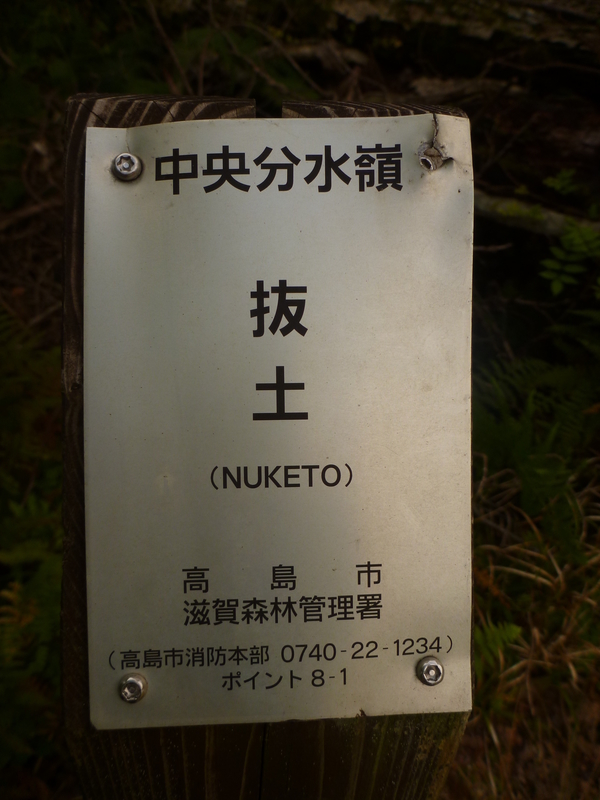 中央分水嶺
抜
土
(NUKETO)
高島市
滋賀森林管理署
(高島市消防本部 0740-22-1234)
ポイント8-1